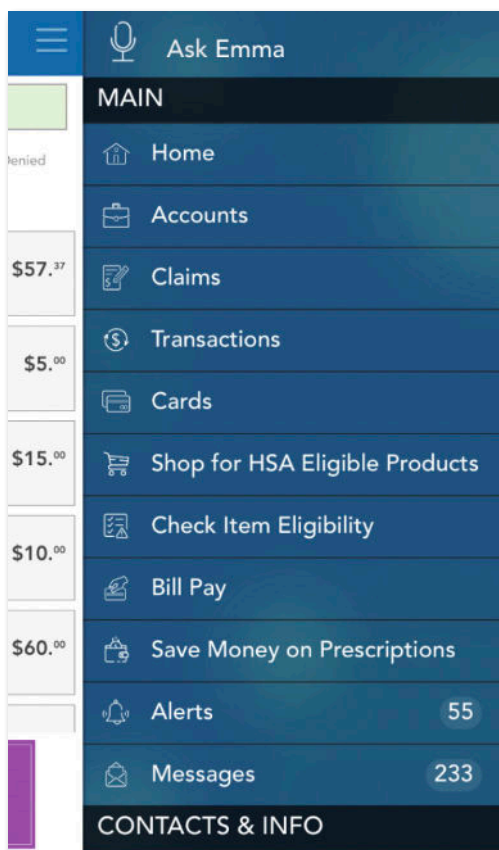 Ask Emma
MAIN
Home
Denied
Accounts
$57.37
Claims
Transactions
$5.00
Cards
$15.00
Shop for HSA Eligible Products
Check Item Eligibility
$10.00
Bill Pay
$60.00
Save Money on Prescriptions
Alerts 55
Messages 233
CONTACTS & INFO